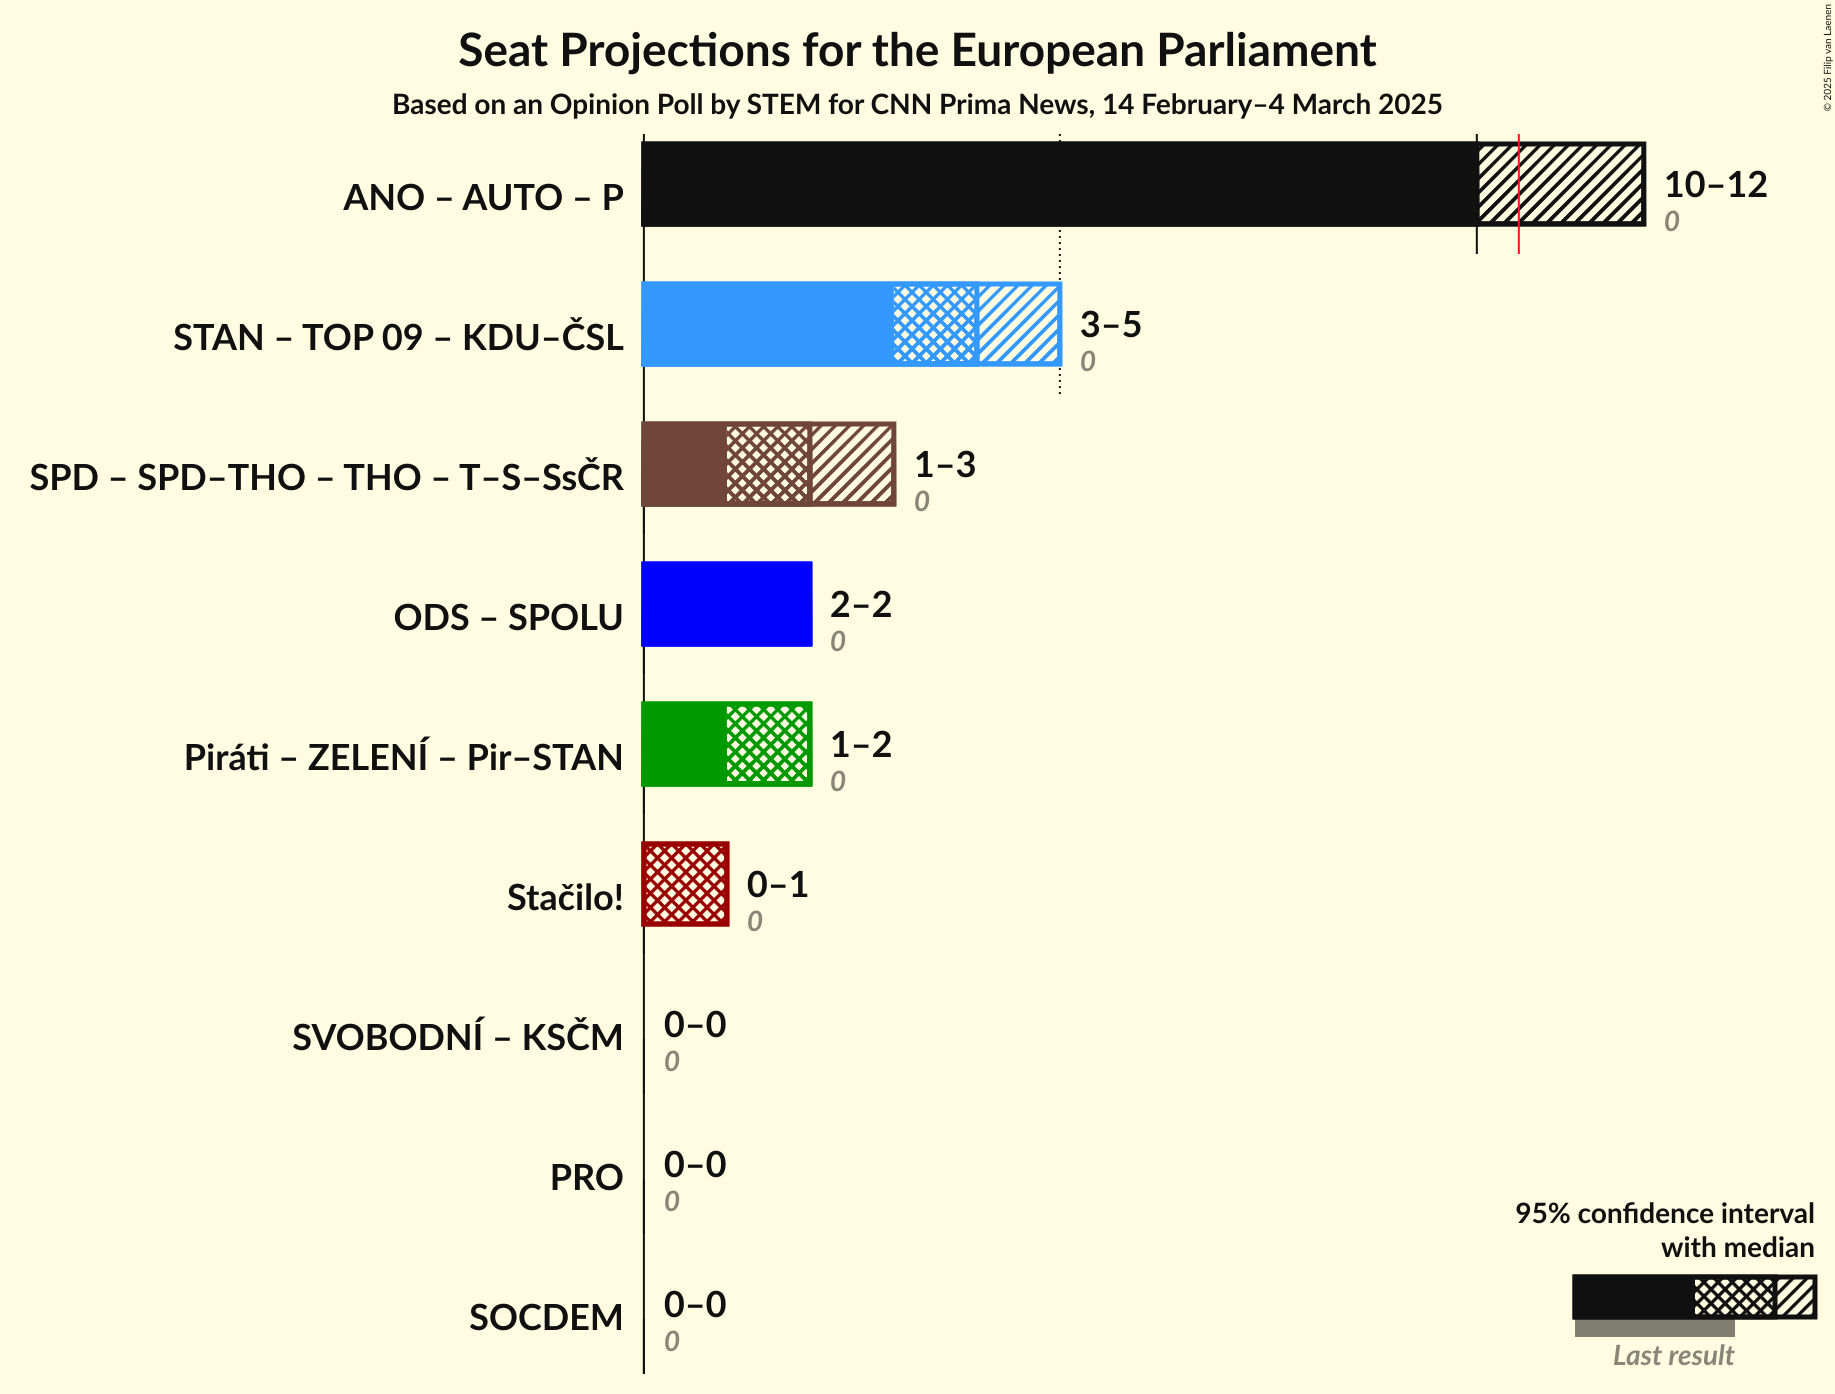 Seat Projections for the European Parliament
Based on an Opinion Poll by STEM for CNN Prima News, 14 February–4 March 2025
© 2025 Filip van Laenen
ANO – AUTO – P
10–12
0
STAN – TOP 09 – KDU–ČSL
3–5
0
SPD – SPD–THO – THO – T–S–SsČR
1–3
0
ODS – SPOLU
2–2
0
Piráti – ZELENÍ – Pir–STAN
1–2
0
Stačilo!
0–1
0
SVOBODNÍ – KSČM
0–0
0
PRO
0–0
0
SOCDEM
0–0
0
95% confidence interval
with median
Last result